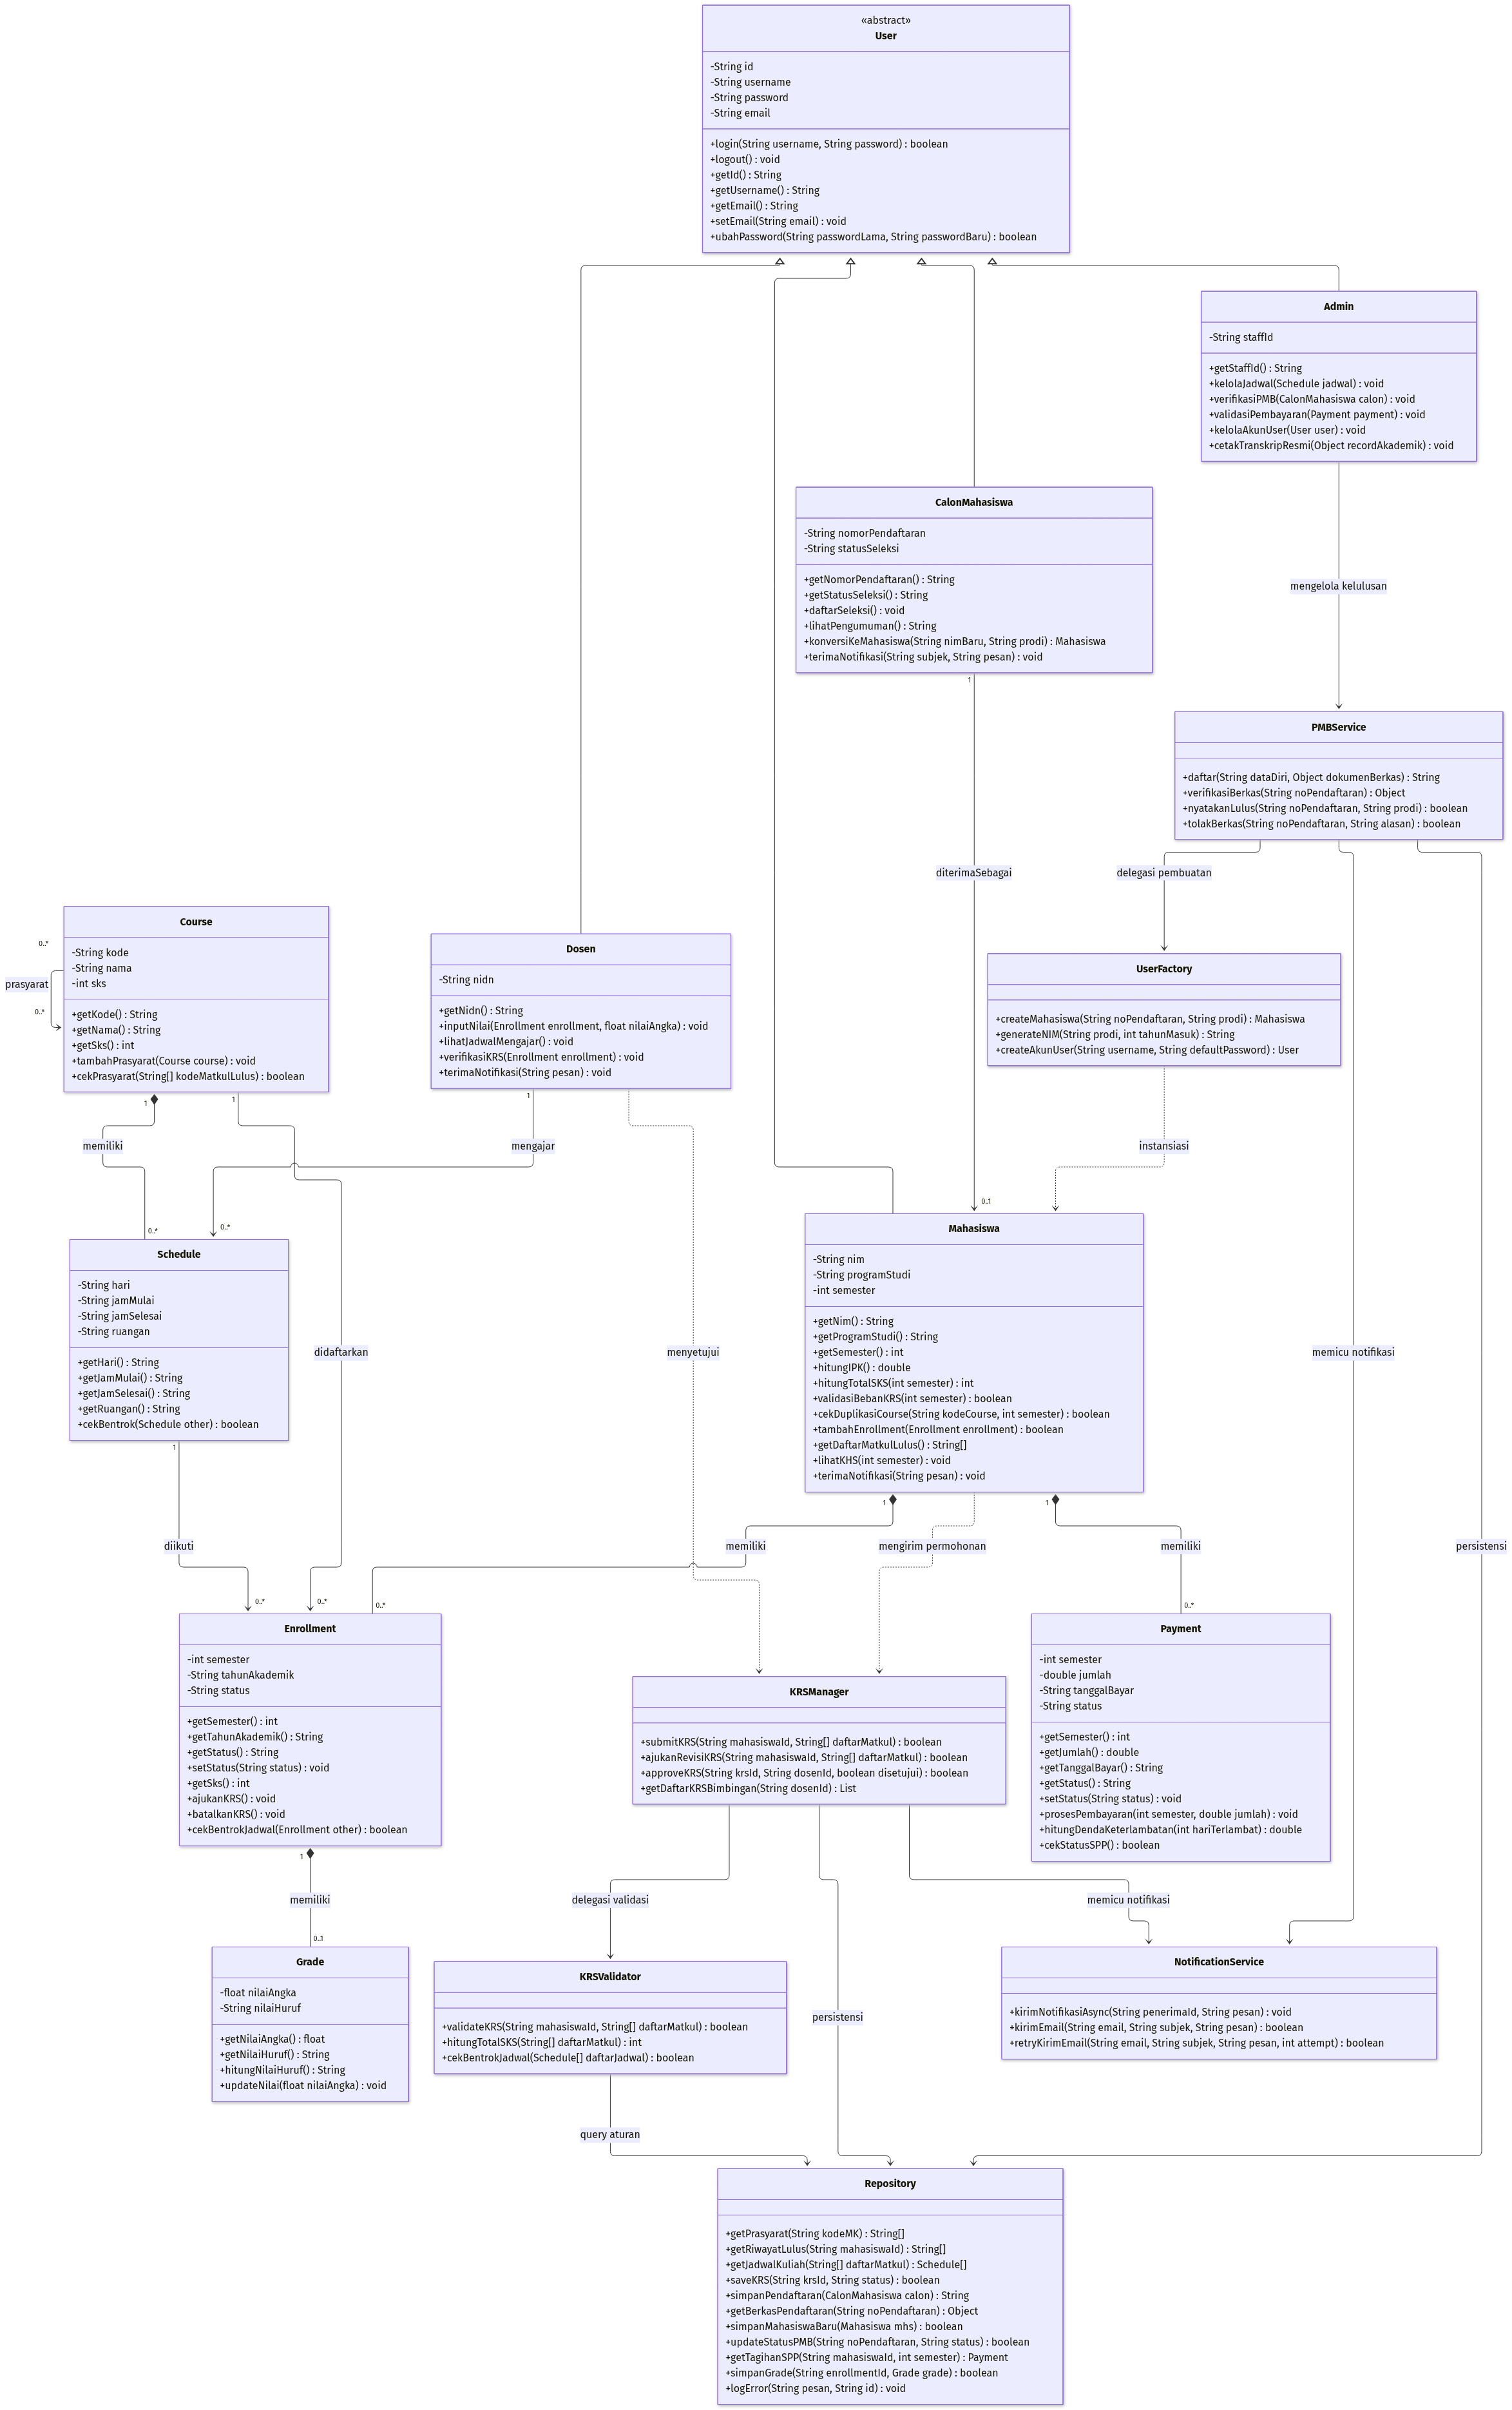 «abstract»
User
-String id
-String username
-String password
-String email
+login(String username, String password) : boolean
+logout() : void
+getId() : String
+getUsername() : String
+getEmail() : String
+setEmail(String email) : void
+ubahPassword(String passwordLama, String passwordBaru) : boolean
Admin
-String staffId
+getStaffId() : String
+kelolaJadwal(Schedule jadwal) : void
+verifikasiPMB(CalonMahasiswa calon) : void
+validasiPembayaran(Payment payment) : void
+kelolaAkunUser(User user) : void
+cetakTranskripResmi(Object recordAkademik) : void
CalonMahasiswa
-String nomorPendaftaran
-String statusSeleksi
+getNomorPendaftaran() : String
+getStatusSeleksi() : String
+daftarSeleksi() : void
+lihatPengumuman() : String
+konversiKeMahasiswa(String nimBaru, String prodi) : Mahasiswa
+terimaNotifikasi(String subjek, String pesan) : void
mengelola kelulusan
1
PMBService
+daftar(String dataDiri, Object dokumenBerkas) : String
+verifikasiBerkas(String noPendaftaran) : Object
+nyatakanLulus(String noPendaftaran, String prodi) : boolean
+tolakBerkas(String noPendaftaran, String alasan) : boolean
diterimaSebagai
delegasi pembuatan
Course
-String kode
-String nama
-int sks
+getKode() : String
+getNama() : String
+getSks() : int
+tambahPrasyarat(Course course) : void
+cekPrasyarat(String[] kodeMatkulLulus) : boolean
0..*
prasyarat
0..*
Dosen
-String nidn
+getNidn() : String
+inputNilai(Enrollment enrollment, float nilaiAngka) : void
+lihatJadwalMengajar() : void
+verifikasiKRS(Enrollment enrollment) : void
+terimaNotifikasi(String pesan) : void
UserFactory
+createMahasiswa(String noPendaftaran, String prodi) : Mahasiswa
+generateNIM(String prodi, int tahunMasuk) : String
+createAkunUser(String username, String defaultPassword) : User
1
1
1
memiliki
mengajar
instansiasi
0..*
0..*
0..1
Schedule
-String hari
-String jamMulai
-String jamSelesai
-String ruangan
+getHari() : String
+getJamMulai() : String
+getJamSelesai() : String
+getRuangan() : String
+cekBentrok(Schedule other) : boolean
didaftarkan
menyetujui
Mahasiswa
-String nim
-String programStudi
-int semester
+getNim() : String
+getProgramStudi() : String
+getSemester() : int
+hitungIPK() : double
+hitungTotalSKS(int semester) : int
+validasiBebanKRS(int semester) : boolean
+cekDuplikasiCourse(String kodeCourse, int semester) : boolean
+tambahEnrollment(Enrollment enrollment) : boolean
+getDaftarMatkulLulus() : String[]
+lihatKHS(int semester) : void
+terimaNotifikasi(String pesan) : void
memicu notifikasi
1
1
1
diikuti
memiliki
mengirim permohonan
memiliki
persistensi
0..*
0..*
0..*
0..*
Enrollment
-int semester
-String tahunAkademik
-String status
+getSemester() : int
+getTahunAkademik() : String
+getStatus() : String
+setStatus(String status) : void
+getSks() : int
+ajukanKRS() : void
+batalkanKRS() : void
+cekBentrokJadwal(Enrollment other) : boolean
KRSManager
+submitKRS(String mahasiswaId, String[] daftarMatkul) : boolean
+ajukanRevisiKRS(String mahasiswaId, String[] daftarMatkul) : boolean
+approveKRS(String krsId, String dosenId, boolean disetujui) : boolean
+getDaftarKRSBimbingan(String dosenId) : List
Payment
-int semester
-double jumlah
-String tanggalBayar
-String status
+getSemester() : int
+getJumlah() : double
+getTanggalBayar() : String
+getStatus() : String
+setStatus(String status) : void
+prosesPembayaran(int semester, double jumlah) : void
+hitungDendaKeterlambatan(int hariTerlambat) : double
+cekStatusSPP() : boolean
1
memiliki
delegasi validasi
memicu notifikasi
0..1
Grade
-float nilaiAngka
-String nilaiHuruf
+getNilaiAngka() : float
+getNilaiHuruf() : String
+hitungNilaiHuruf() : String
+updateNilai(float nilaiAngka) : void
KRSValidator
+validateKRS(String mahasiswaId, String[] daftarMatkul) : boolean
+hitungTotalSKS(String[] daftarMatkul) : int
+cekBentrokJadwal(Schedule[] daftarJadwal) : boolean
persistensi
NotificationService
+kirimNotifikasiAsync(String penerimaId, String pesan) : void
+kirimEmail(String email, String subjek, String pesan) : boolean
+retryKirimEmail(String email, String subjek, String pesan, int attempt) : boolean
query aturan
Repository
+getPrasyarat(String kodeMK) : String[]
+getRiwayatLulus(String mahasiswaId) : String[]
+getJadwalKuliah(String[] daftarMatkul) : Schedule[]
+saveKRS(String krsId, String status) : boolean
+simpanPendaftaran(CalonMahasiswa calon) : String
+getBerkasPendaftaran(String noPendaftaran) : Object
+simpanMahasiswaBaru(Mahasiswa mhs) : boolean
+updateStatusPMB(String noPendaftaran, String status) : boolean
+getTagihanSPP(String mahasiswaId, int semester) : Payment
+simpanGrade(String enrollmentId, Grade grade) : boolean
+logError(String pesan, String id) : void